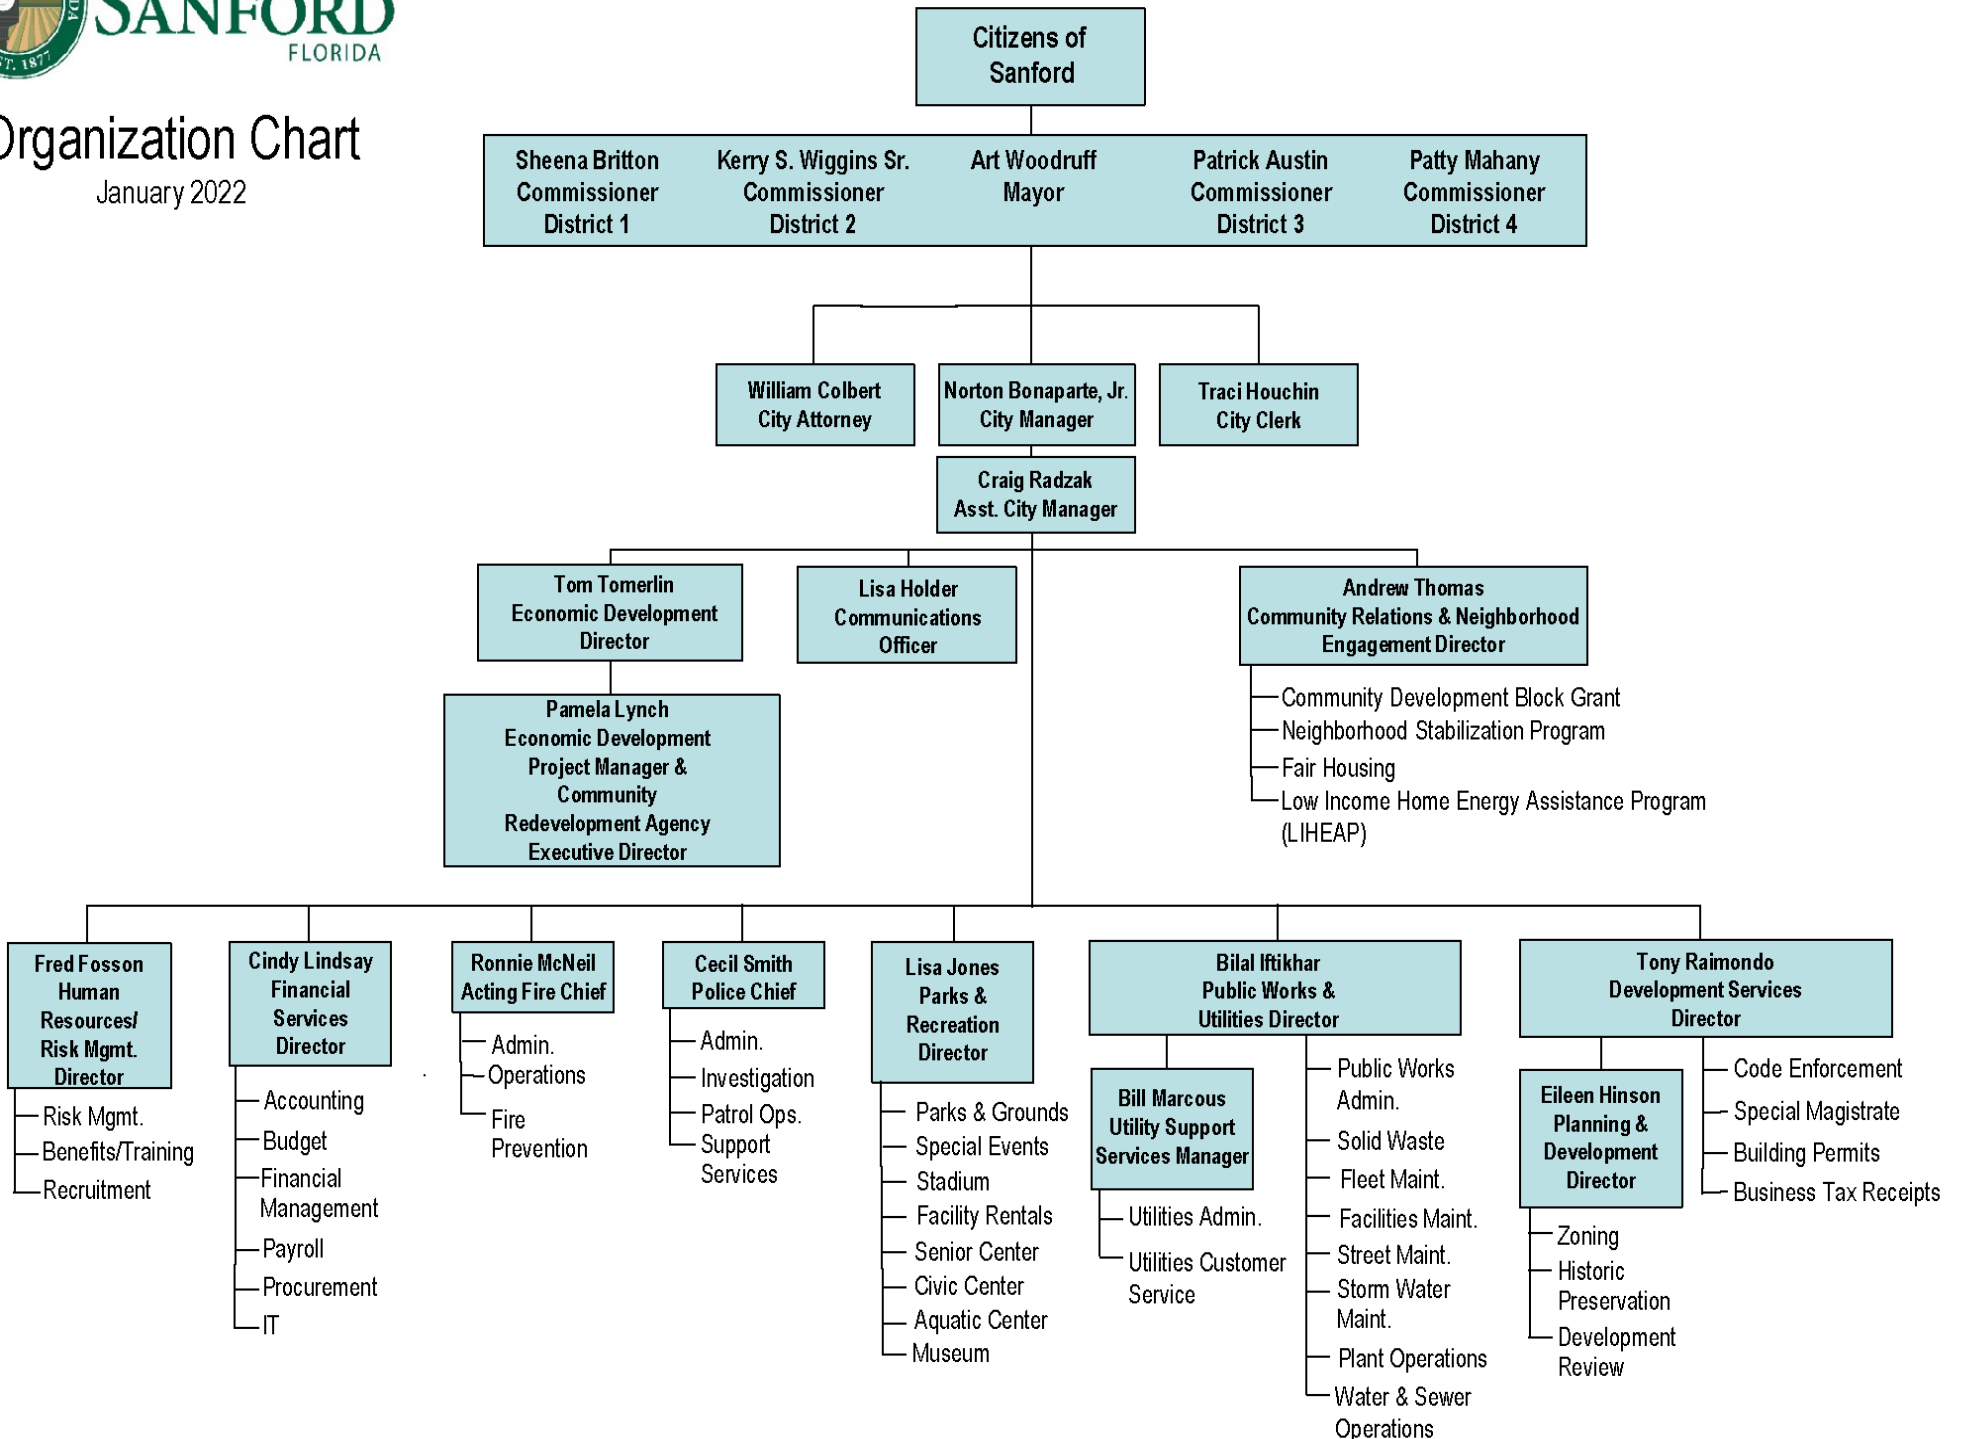 SANFORD
FLORIDA
EST. 1877
Organization Chart
January 2022
Citizens of
Sanford
Sheena Britton
Commissioner
District 1
Kerry S. Wiggins Sr.
Commissioner
District 2
Art Woodruff
Mayor
Patrick Austin
Commissioner
District 3
Patty Mahany
Commissioner
District 4
William Colbert
City Attorney
Norton Bonaparte, Jr.
City Manager
Traci Houchin
City Clerk
Craig Radzak
Asst. City Manager
Tom Tomerlin
Economic Development
Director
Lisa Holder
Communications
Officer
Andrew Thomas
Community Relations & Neighborhood
Engagement Director
Community Development Block Grant
Neighborhood Stabilization Program
Fair Housing
Low Income Home Energy Assistance Program
(LIHEAP)
Pamela Lynch
Economic Development
Project Manager &
Community
Redevelopment Agency
Executive Director
Fred Fosson
Human
Resources/
Risk Mgmt.
Director
Risk Mgmt.
Benefits/Training
Recruitment
Cindy Lindsay
Financial
Services
Director
Accounting
Budget
Financial
Management
Payroll
Procurement
IT
Ronnie McNeil
Acting Fire Chief
Admin.
Operations
Fire
Prevention
Cecil Smith
Police Chief
Admin.
Investigation
Patrol Ops.
Support
Services
Lisa Jones
Parks &
Recreation
Director
Parks & Grounds
Special Events
Stadium
Facility Rentals
Senior Center
Civic Center
Aquatic Center
Museum
Bilal Iftikhar
Public Works &
Utilities Director
Bill Marcous
Utility Support
Services Manager
Utilities Admin.
Utilities Customer
Service
Public Works
Admin.
Solid Waste
Fleet Maint.
Facilities Maint.
Street Maint.
Storm Water
Maint.
Plant Operations
Water & Sewer
Operations
Tony Raimondo
Development Services
Director
Eileen Hinson
Planning &
Development
Director
Zoning
Historic
Preservation
Development
Review
Code Enforcement
Special Magistrate
Building Permits
Business Tax Receipts